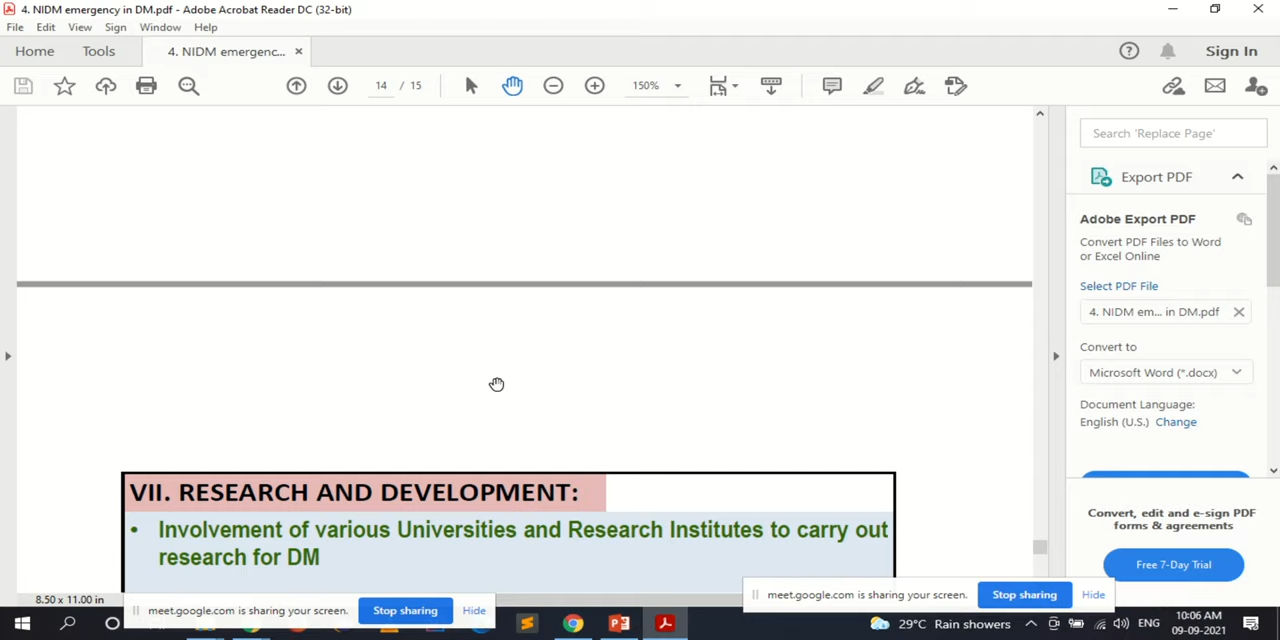 4. NIDM emergency in DM.pdf - Adobe Acrobat Reader DC (32-bit)
File Edit View Sign Window Help
Home Tools 4. NIDM emergenc... × Sign In
14 / 15 150%
Search 'Replace Page'
Export PDF
Adobe Export PDF
Convert PDF Files to Word
or Excel Online
Select PDF File
4. NIDM em... in DM.pdf
Convert to
Microsoft Word (*.docx)
Document Language:
English (U.S.) Change
VII. RESEARCH AND DEVELOPMENT:
• Involvement of various Universities and Research Institutes to carry out
research for DM
Convert, edit and e-sign PDF
forms & agreements
Free 7-Day Trial
8.50 x 11.00 in
meet.google.com is sharing your screen. Stop sharing Hide
meet.google.com is sharing your screen. Stop sharing Hide
29°C Rain showers ENG
10:06 AM
09-09-2021